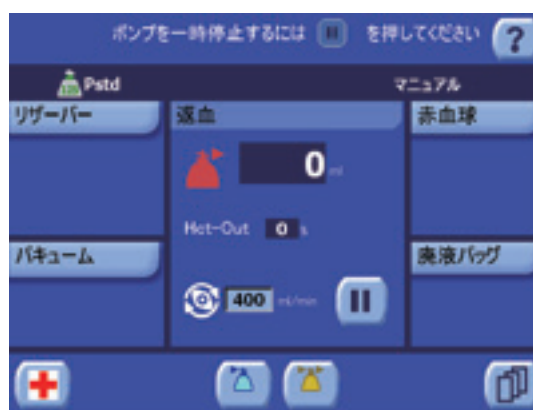 ポンプを一時停止するには を押してください ?
Pstd マニュアル
リザーバー 返血 赤血球
0 ml
Hct-Out 0 %
バキューム 廃液バッグ
400 ml/min